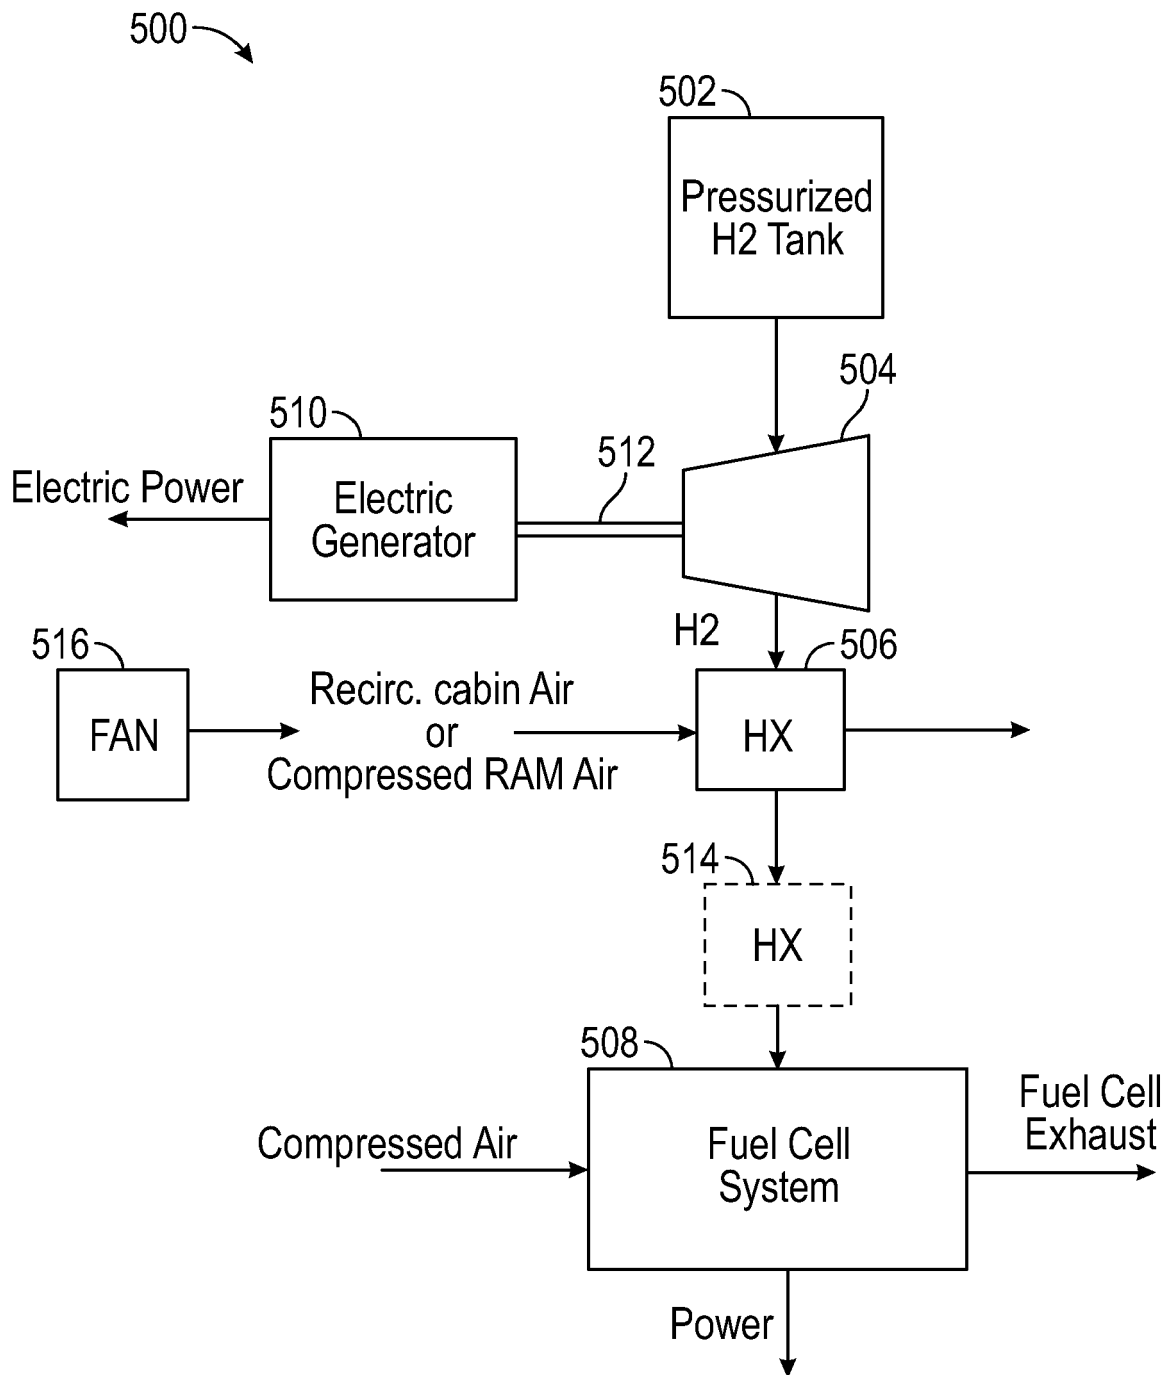 500
502
Pressurized
H2 Tank
504
510
512
Electric Power
Electric
Generator
H2
506
516
FAN
Recirc. cabin Air
or
Compressed RAM Air
HX
514
HX
508
Compressed Air
Fuel Cell
System
Fuel Cell
Exhaust
Power